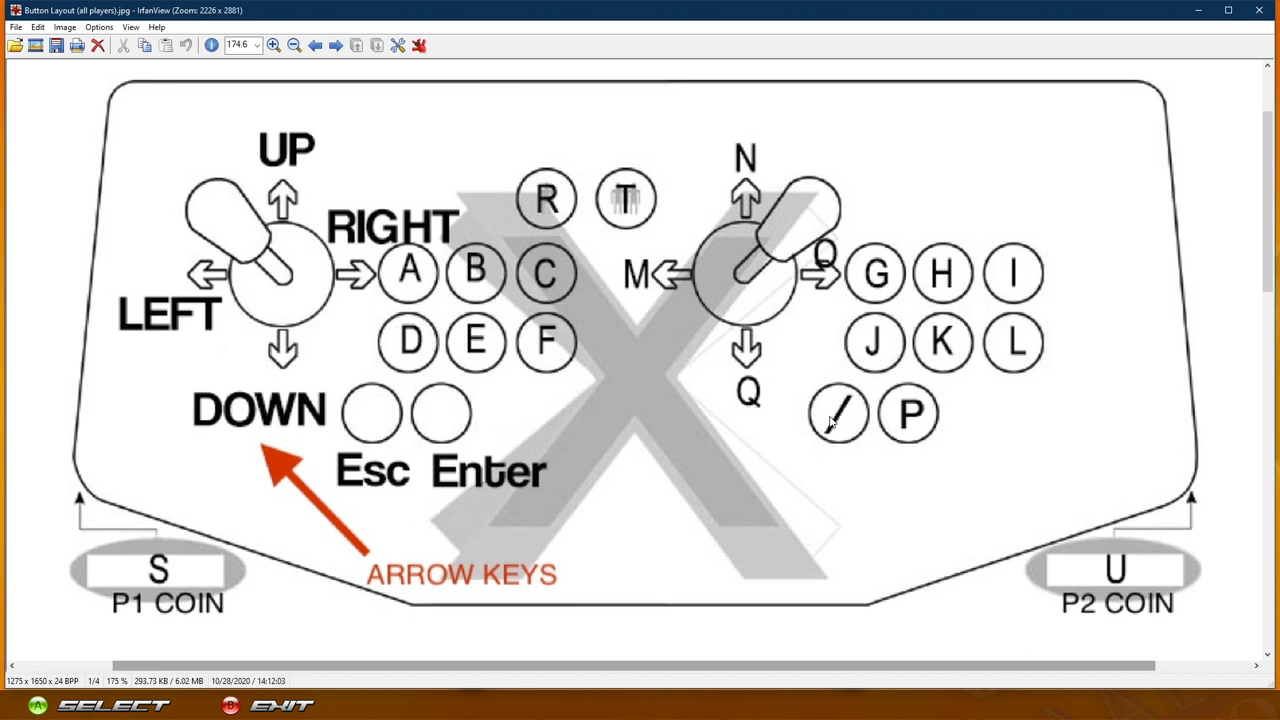 Button Layout (all players).jpg - IrfanView (Zoom: 2226 x 2881)
File Edit Image Options View Help
174.6
UP
N
R T
RIGHT
O
A B C
M
G H I
LEFT
D E F
J K L
DOWN
Q
/ P
Esc Enter
ARROW KEYS
S
U
P1 COIN
P2 COIN
1275 x 1650 x 24 BPP 1/4 175 % 293.73 KB / 6.02 MB 10/28/2020 / 14:12:03
A SELECT B EXIT